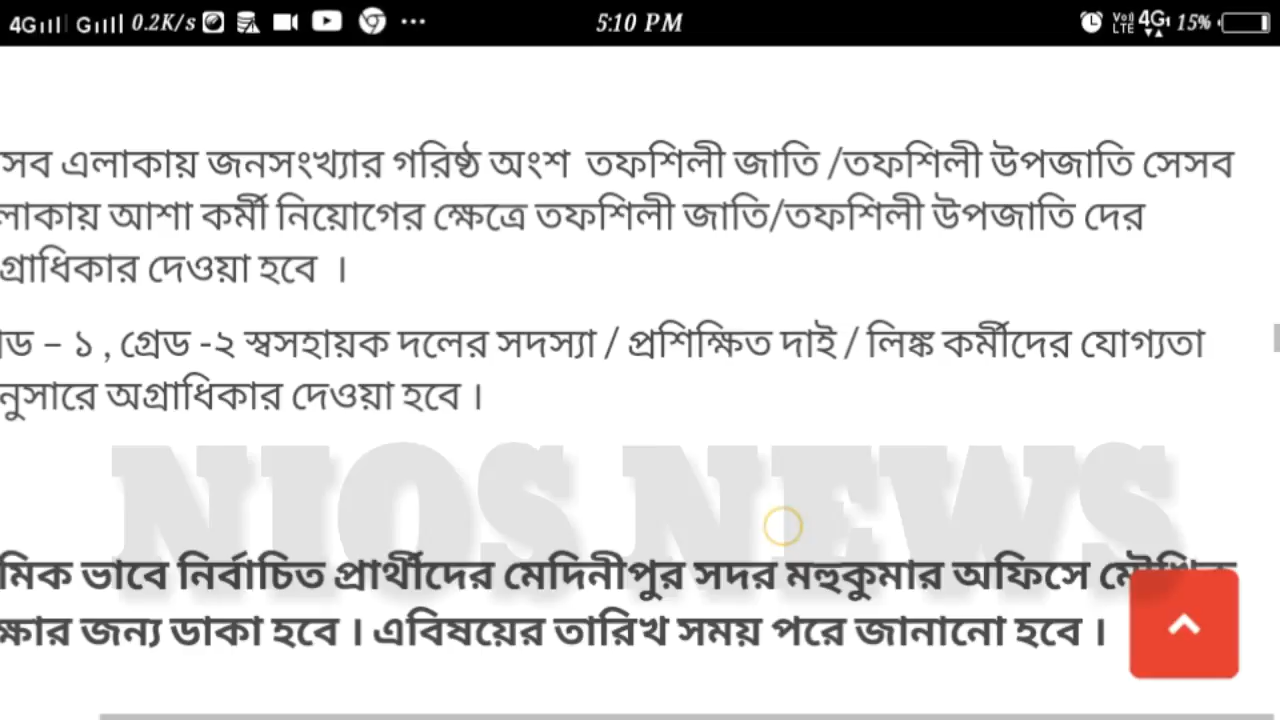 4G G 0.2K/s ••• 5:10 PM VoI) LTE 4G 15%
সব এলাকায় জনসংখ্যার গরিষ্ঠ অংশ তফশিলী জাতি /তফশিলী উপজাতি সেসব
লাকায় আশা কর্মী নিয়োগের ক্ষেত্রে তফশিলী জাতি/তফশিলী উপজাতি দের
গ্রাধিকার দেওয়া হবে ।
ড – ১ , গ্রেড -২ স্বসহায়ক দলের সদস্যা / প্রশিক্ষিত দাই / লিঙ্ক কর্মীদের যোগ্যতা
নুসারে অগ্রাধিকার দেওয়া হবে ।
NIOS NEWS
মিক ভাবে নির্বাচিত প্রার্থীদের মেদিনীপুর সদর মহুকুমার অফিসে
ক্ষার জন্য ডাকা হবে । এবিষয়ের তারিখ সময় পরে জানানো হবে ।